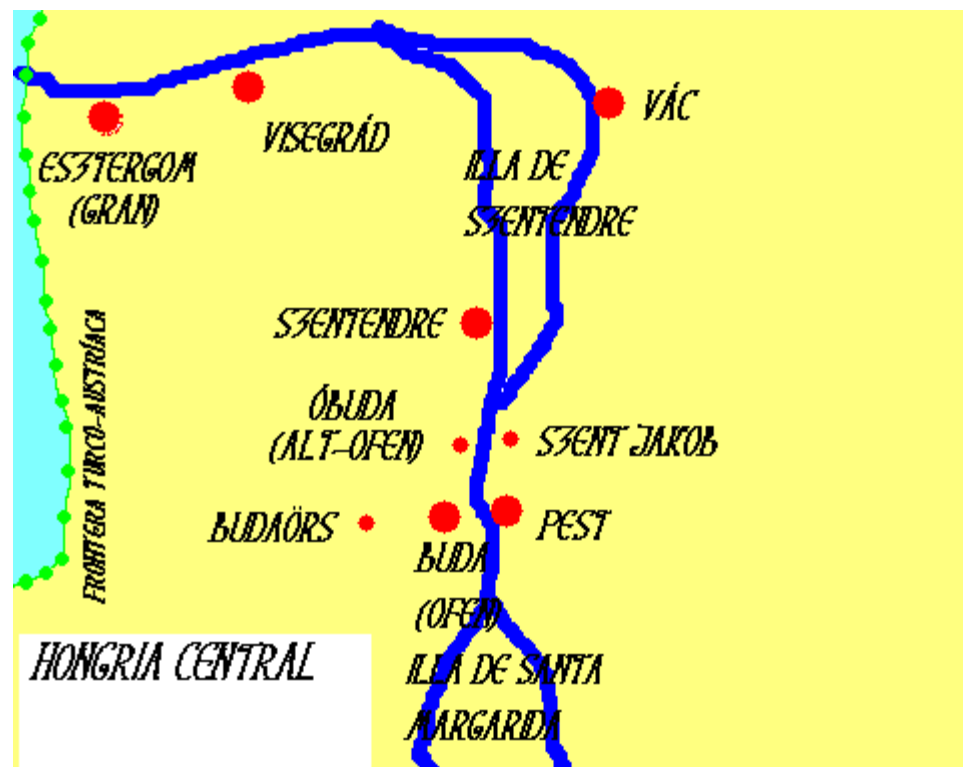 VÁC
VISEGRÁD
ESZTERGOM
(GRAN)
ILLA DE
SZENTENDRE
SZENTENDRE
FRONTERA TURCO-AUSTRÍACA
ÓBUDA
(ALT-OFEN)
SZENT JAKOB
BUDAÖRS
PEST
BUDA
(OFEN)
HONGRIA CENTRAL
ILLA DE SANTA
MARGARIDA